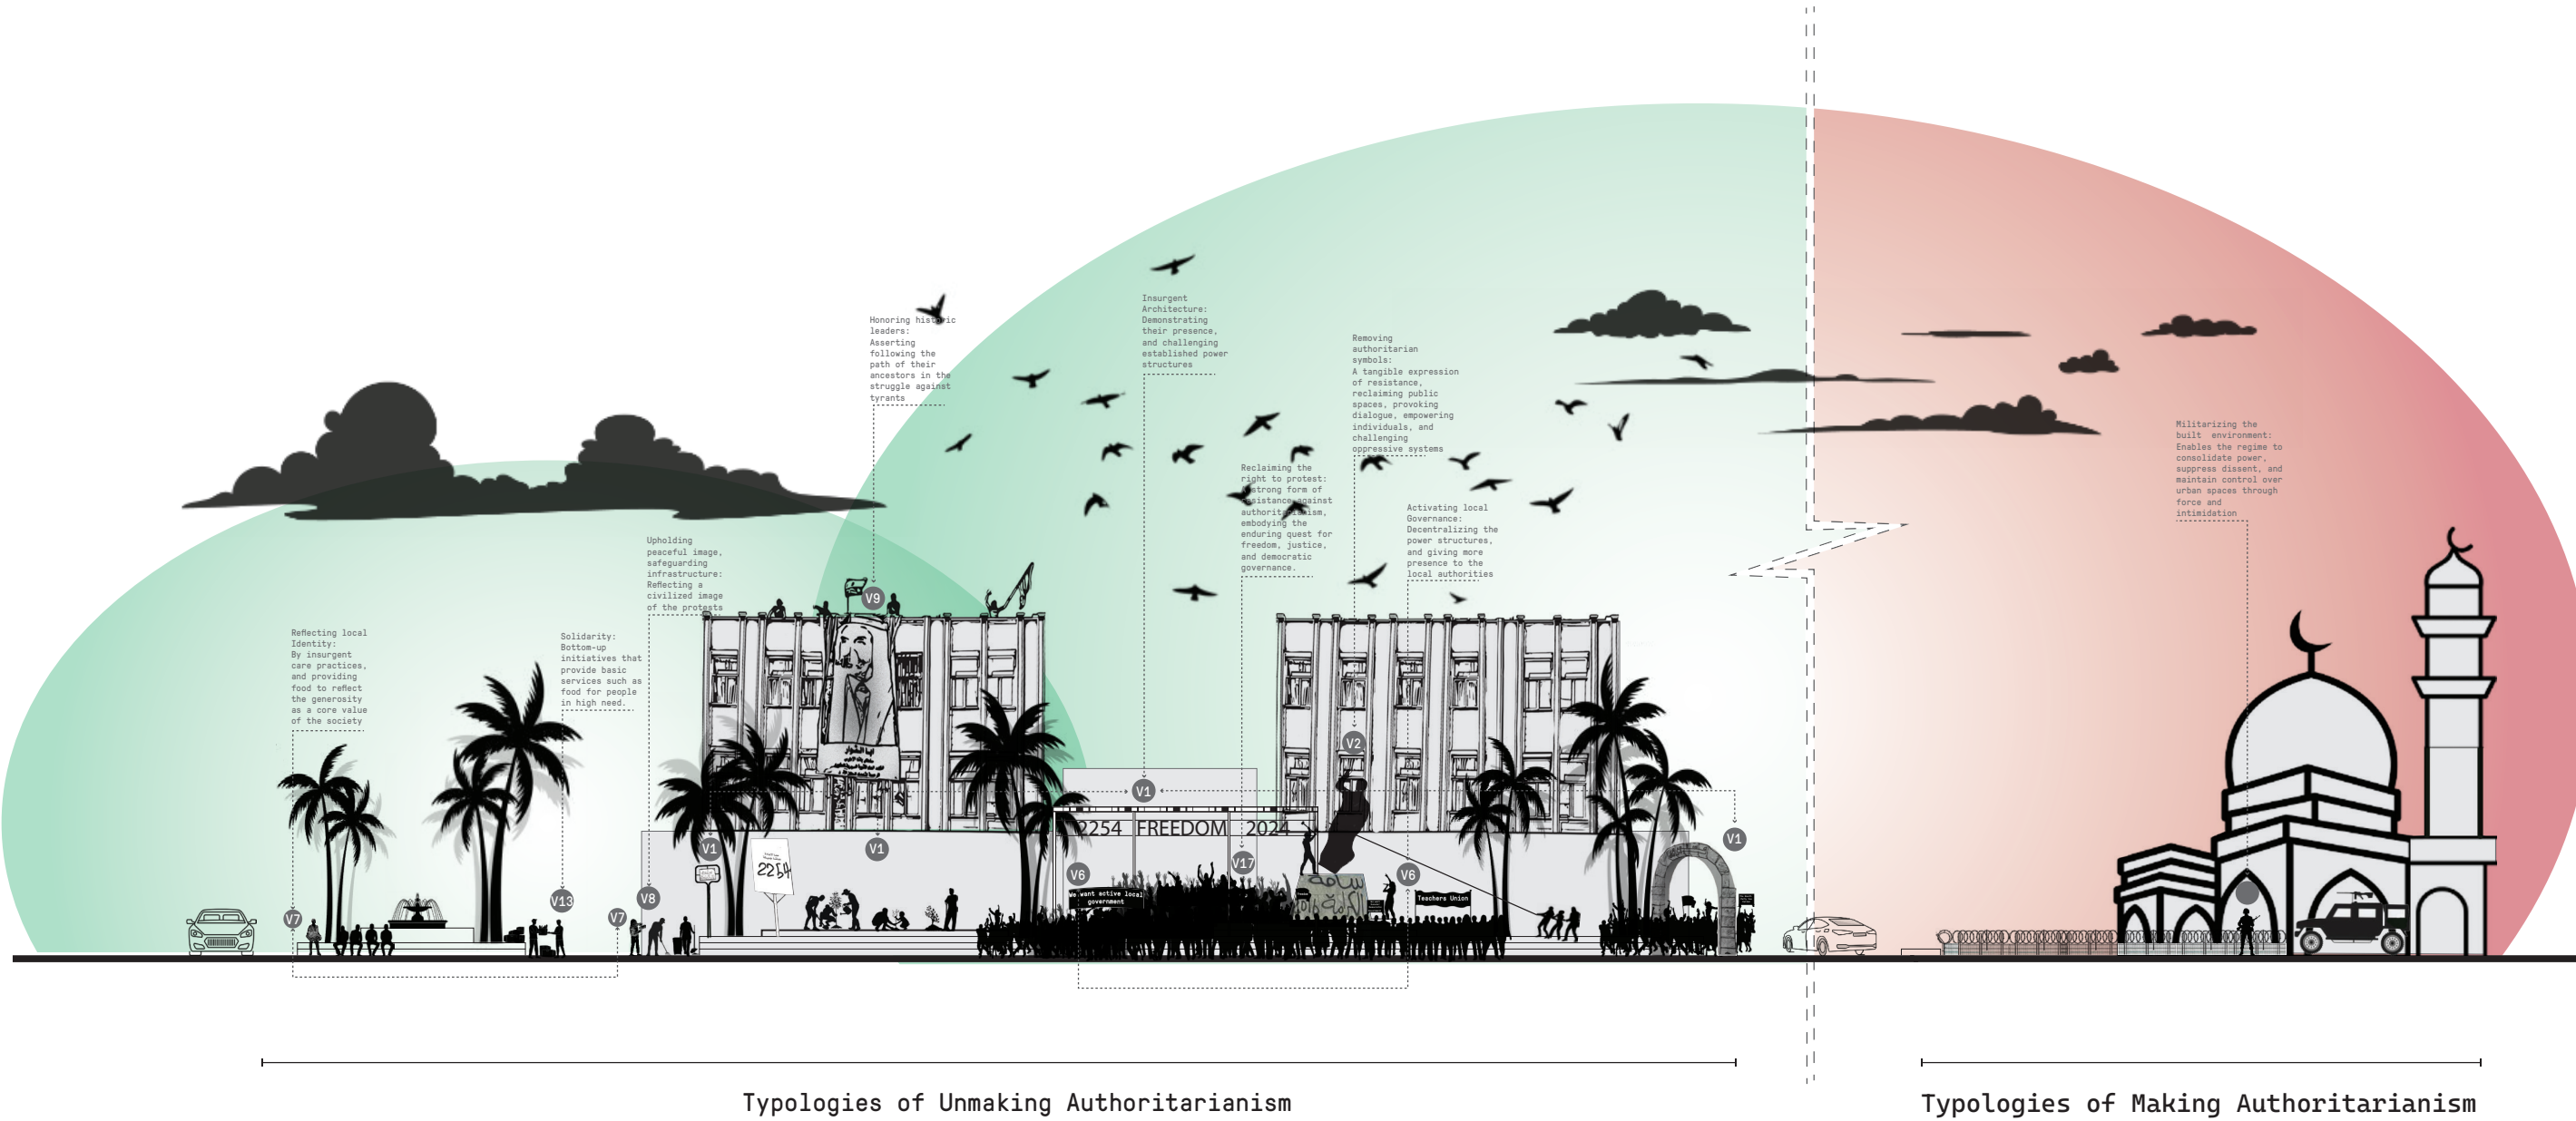 Honoring historic
leaders:
Asserting
following the
path of their
ancestors in the
struggle against
tyrants
Insurgent
Architecture:
Demonstrating
their presence,
and challenging
established power
structures
Removing
authoritarian
symbols:
A tangible expression
of resistance,
reclaiming public
spaces, provoking
dialogue, empowering
individuals, and
challenging
oppressive systems
Militarizing the
built environment:
Enables the regime to
consolidate power,
suppress dissent, and
maintain control over
urban spaces through
force and
intimidation
Reclaiming the
right to protest:
strong form of
resistance against
authoritarianism,
embodying the
enduring quest for
freedom, justice,
and democratic
governance.
Activating local
Governance:
Decentralizing the
power structures,
and giving more
presence to the
local authorities
Upholding
peaceful image,
safeguarding
infrastructure:
Reflecting a
civilized image
of the protests
Reflecting local
Identity:
By insurgent
care practices,
and providing
food to reflect
the generosity
as a core value
of the society
Solidarity:
Bottom-up
initiatives that
provide basic
services such as
food for people
in high need.
V9
V2
V1
2254 FREEDOM 2024
V1
V1
V1
V17
V6
V6
2254
We want active local
government
Teachers Union
V8
V13
V7
V7
Typologies of Unmaking Authoritarianism
Typologies of Making Authoritarianism